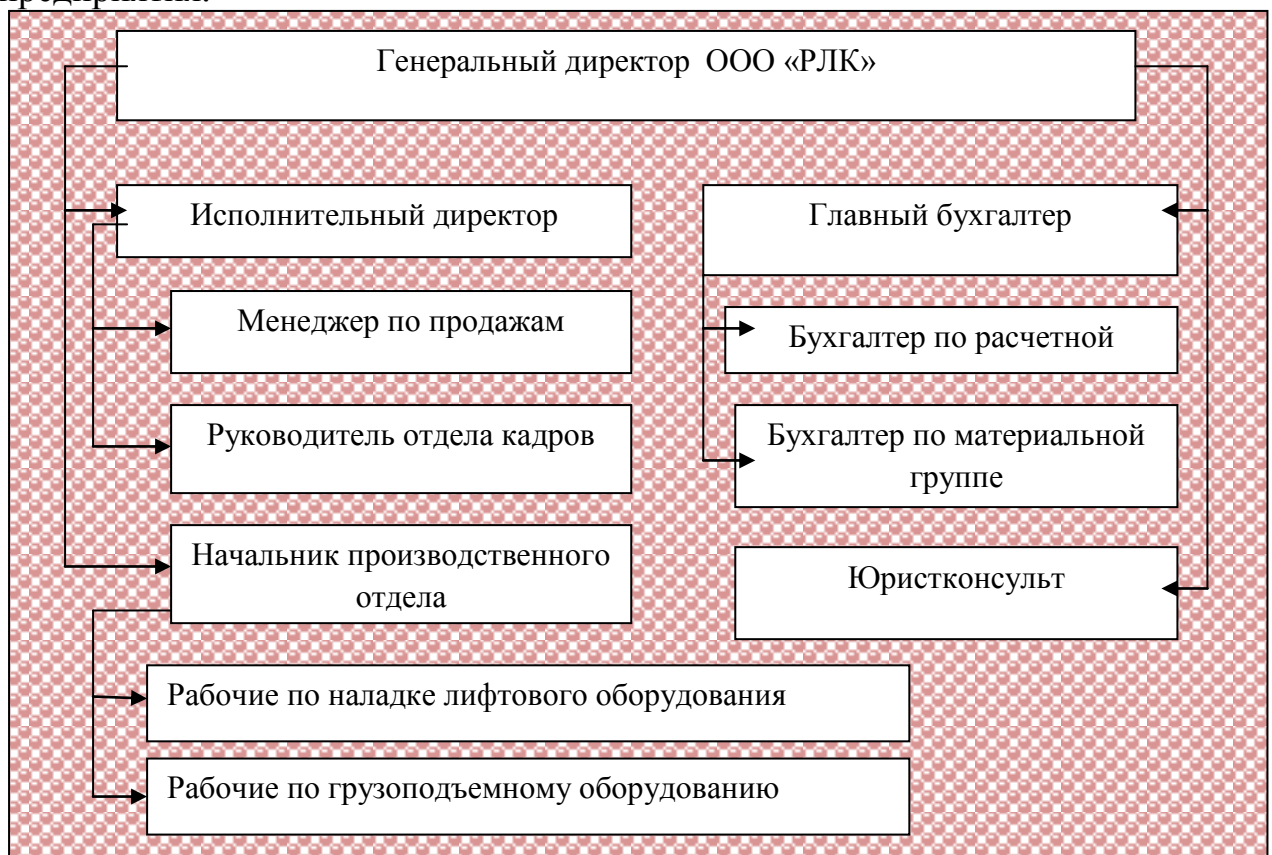 предприятия.
Генеральный директор ООО «РЛК»
Исполнительный директор
Главный бухгалтер
Менеджер по продажам
Бухгалтер по расчетной
Руководитель отдела кадров
Бухгалтер по материальной
группе
Начальник производственного
отдела
Юристконсульт
Рабочие по наладке лифтового оборудования
Рабочие по грузоподъемному оборудованию